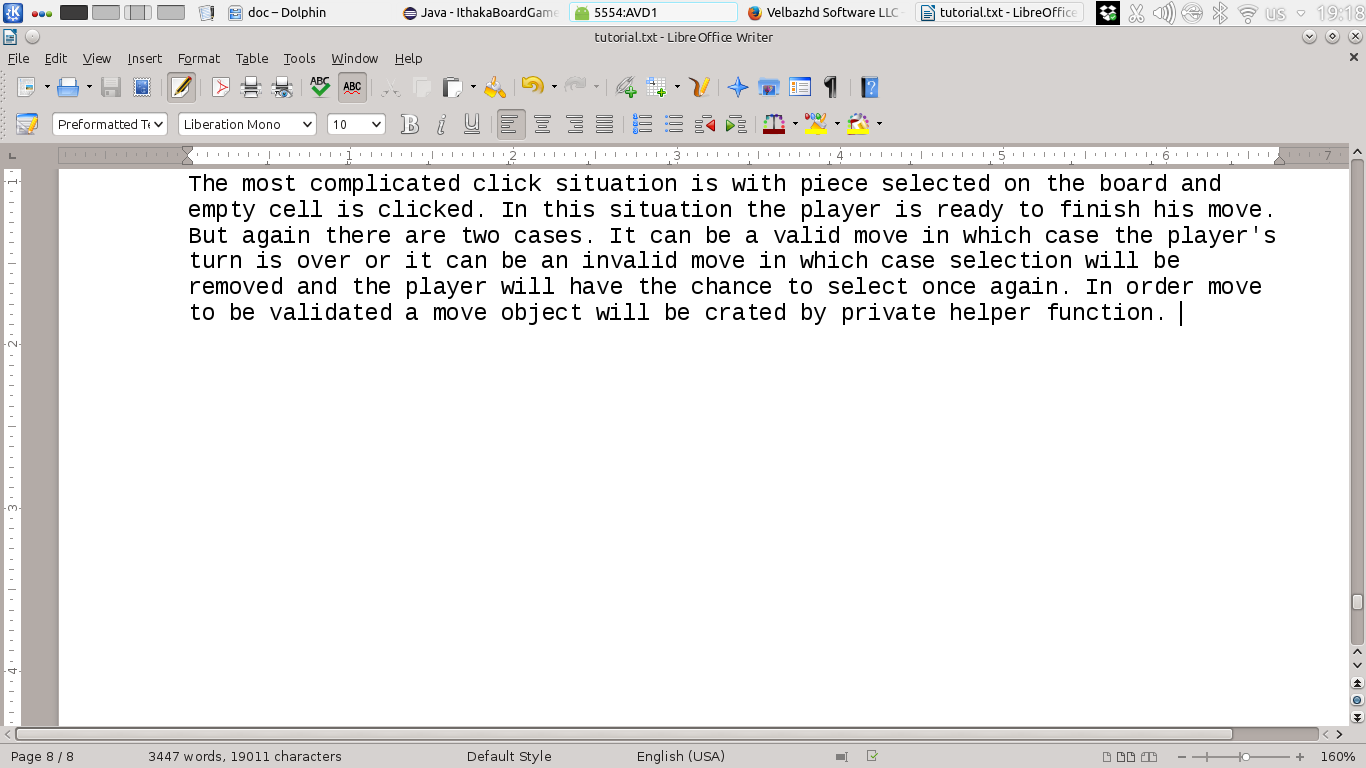 doc – Dolphin
Java - IthakaBoardGame
5554:AVD1
Velbazhd Software LLC
tutorial.txt - LibreOffice
us
19:18
tutorial.txt - LibreOffice Writer
File Edit View Insert Format Table Tools Window Help
ABC ABC
Preformatted Te Liberation Mono 10 B i U
1 2 3 4 5 6 7
The most complicated click situation is with piece selected on the board and
empty cell is clicked. In this situation the player is ready to finish his move.
But again there are two cases. It can be a valid move in which case the player's
turn is over or it can be an invalid move in which case selection will be
removed and the player will have the chance to select once again. In order move
to be validated a move object will be crated by private helper function.
1
2
3
4
Page 8 / 8 3447 words, 19011 characters Default Style English (USA) 160%